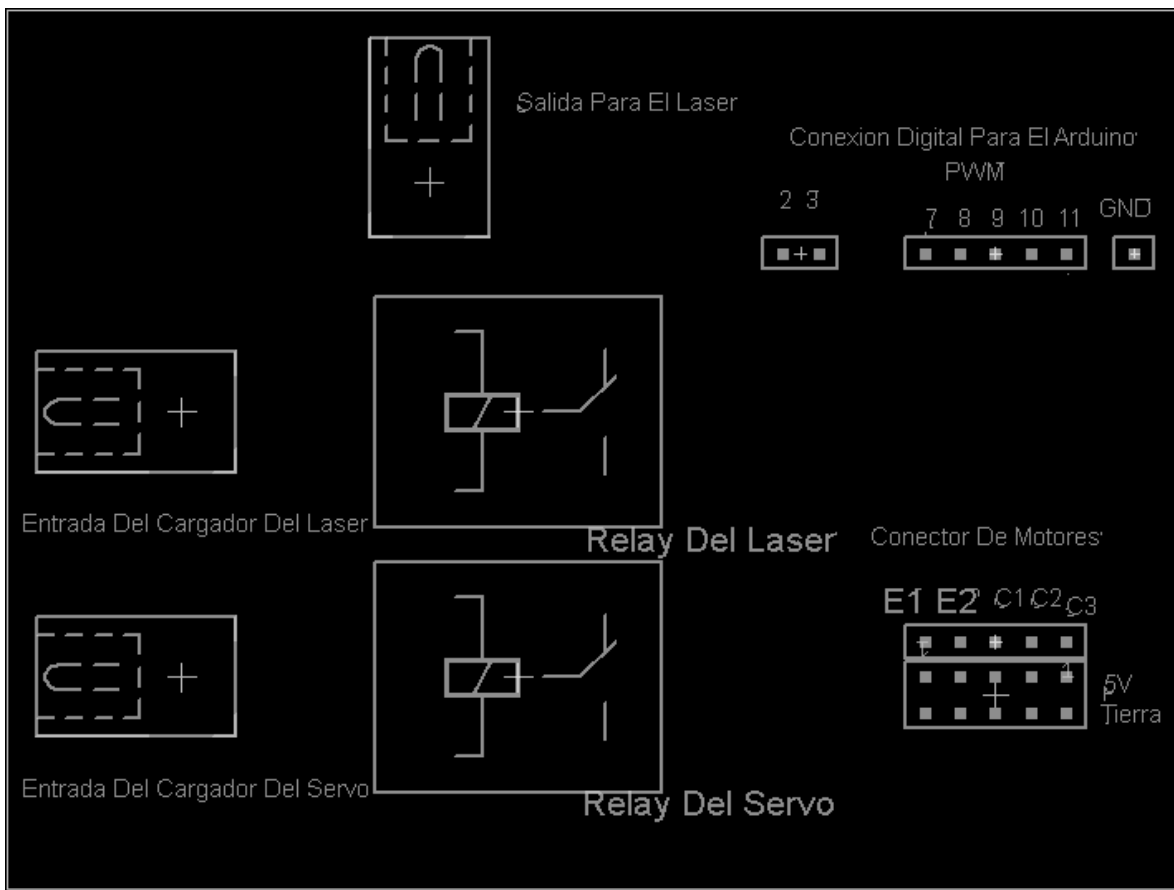 Salida Para El Laser
Conexion Digital Para El Arduino
PWM
2 3
7 8 9 10 11 GND
Entrada Del Cargador Del Laser
Relay Del Laser
Conector De Motores
E1 E2 C1 C2 C3
1
5V
Tierra
Entrada Del Cargador Del Servo
Relay Del Servo